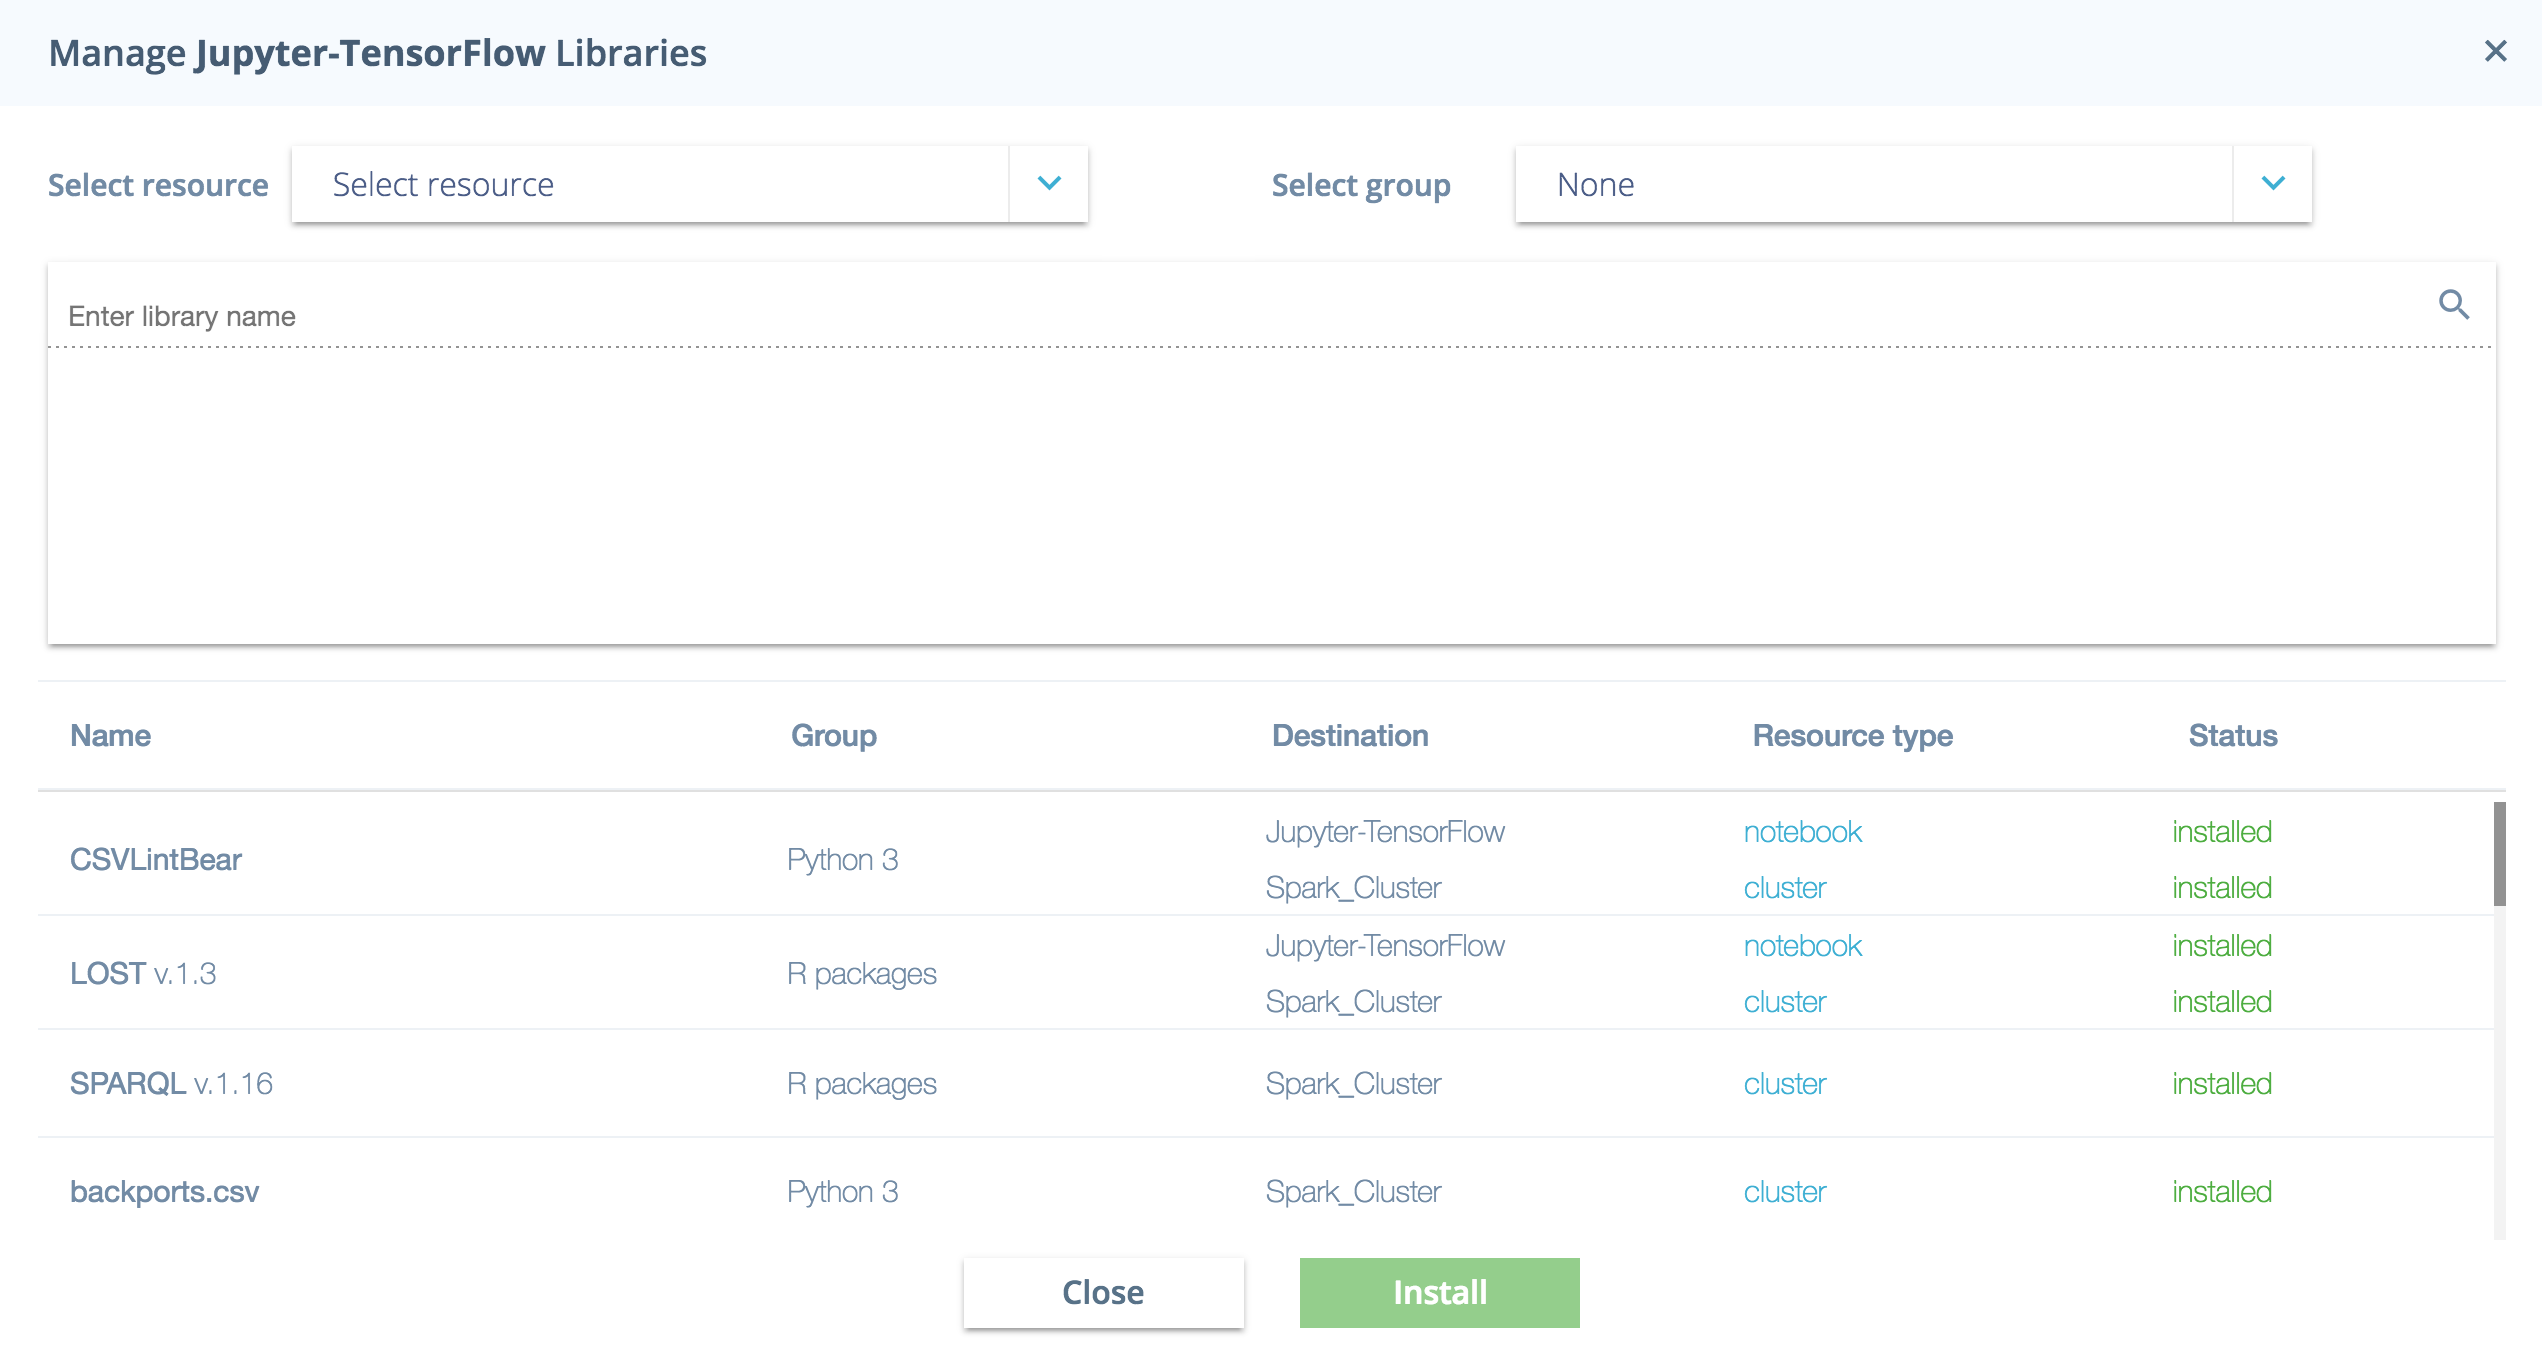 Manage Jupyter-TensorFlow Libraries
Select resource Select resource Select group None
Enter library name
Name Group Destination Resource type Status
CSVLintBear Python 3 Jupyter-TensorFlow notebook installed
Spark_Cluster cluster installed
LOST v.1.3 R packages Jupyter-TensorFlow notebook installed
Spark_Cluster cluster installed
SPARQL v.1.16 R packages Spark_Cluster cluster installed
backports.csv Python 3 Spark_Cluster cluster installed
Close Install